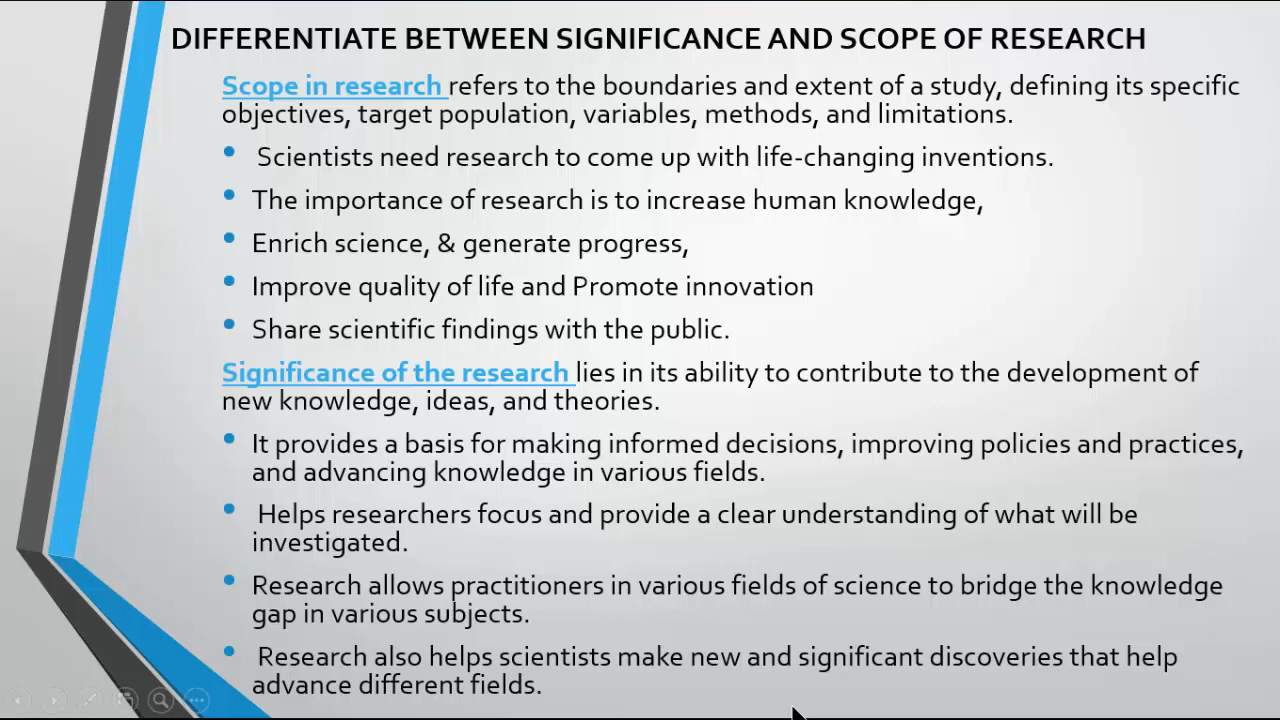 DIFFERENTIATE BETWEEN SIGNIFICANCE AND SCOPE OF RESEARCH
Scope in research refers to the boundaries and extent of a study, defining its specific
objectives, target population, variables, methods, and limitations.
• Scientists need research to come up with life-changing inventions.
• The importance of research is to increase human knowledge,
• Enrich science, & generate progress,
• Improve quality of life and Promote innovation
• Share scientific findings with the public.
Significance of the research lies in its ability to contribute to the development of
new knowledge, ideas, and theories.
• It provides a basis for making informed decisions, improving policies and practices,
and advancing knowledge in various fields.
• Helps researchers focus and provide a clear understanding of what will be
investigated.
• Research allows practitioners in various fields of science to bridge the knowledge
gap in various subjects.
• Research also helps scientists make new and significant discoveries that help
advance different fields.